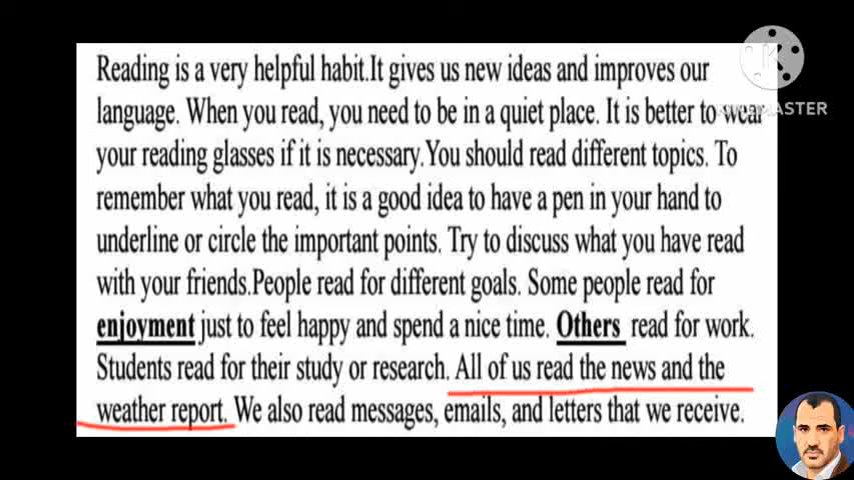 Reading is a very helpful habit.It gives us new ideas and improves our
language. When you read, you need to be in a quiet place. It is better to wear
your reading glasses if it is necessary.You should read different topics. To
remember what you read, it is a good idea to have a pen in your hand to
underline or circle the important points. Try to discuss what you have read
with your friends.People read for different goals. Some people read for
enjoyment just to feel happy and spend a nice time. Others read for work.
Students read for their study or research. All of us read the news and the
weather report. We also read messages, emails, and letters that we receive.
K
KINEMASTER